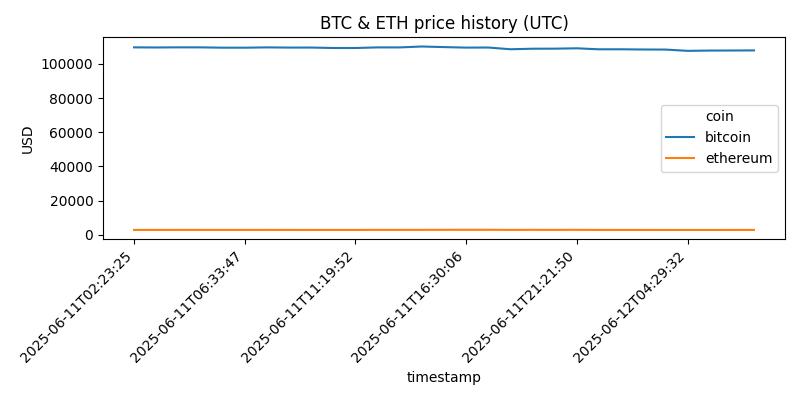 BTC & ETH price history (UTC)
USD
100000
80000
60000
40000
20000
0
coin
bitcoin
ethereum
2025-06-11T02:23:25
2025-06-11T06:33:47
2025-06-11T11:19:52
2025-06-11T16:30:06
2025-06-11T21:21:50
2025-06-12T04:29:32
timestamp